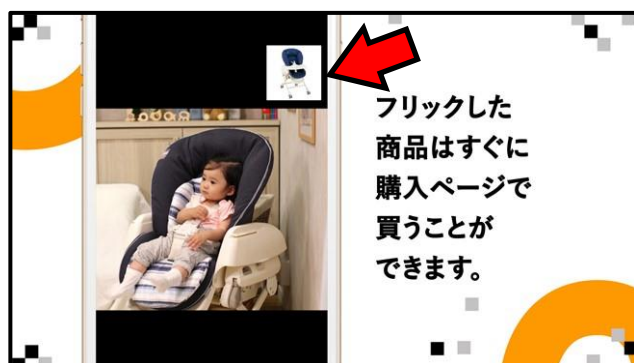 フリックした
商品はすぐに
購入ページで
買うことが
できます。